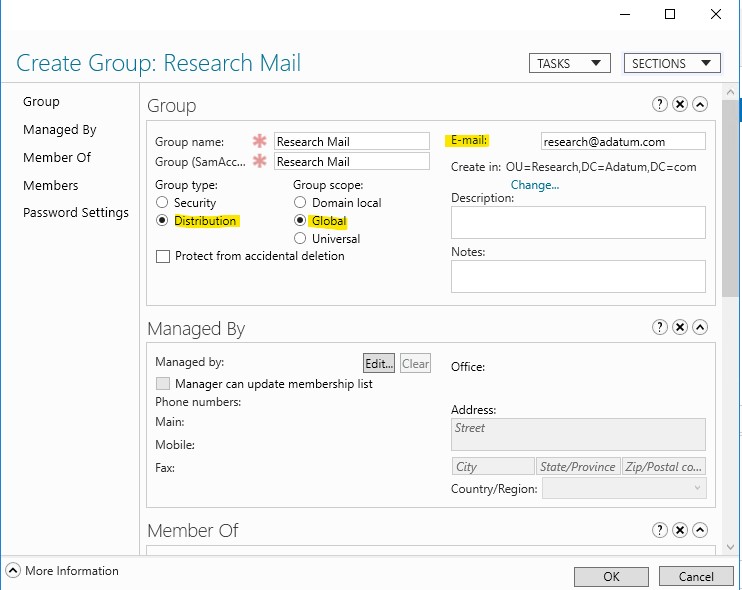 Create Group: Research Mail
TASKS
SECTIONS
Group
Managed By
Member Of
Members
Password Settings
Group
?
Group name:
Research Mail
Group (SamAcc...
Research Mail
Group type:
Security
Distribution
Group scope:
Domain local
Global
Universal
Protect from accidental deletion
E-mail:
research@adatum.com
Create in: OU=Research,DC=Adatum,DC=com
Change...
Description:
Notes:
Managed By
?
Managed by:
Edit...
Clear
Manager can update membership list
Phone numbers:
Main:
Mobile:
Fax:
Office:
Address:
Street
City
State/Province
Zip/Postal co...
Country/Region:
Member Of
?
More Information
OK
Cancel